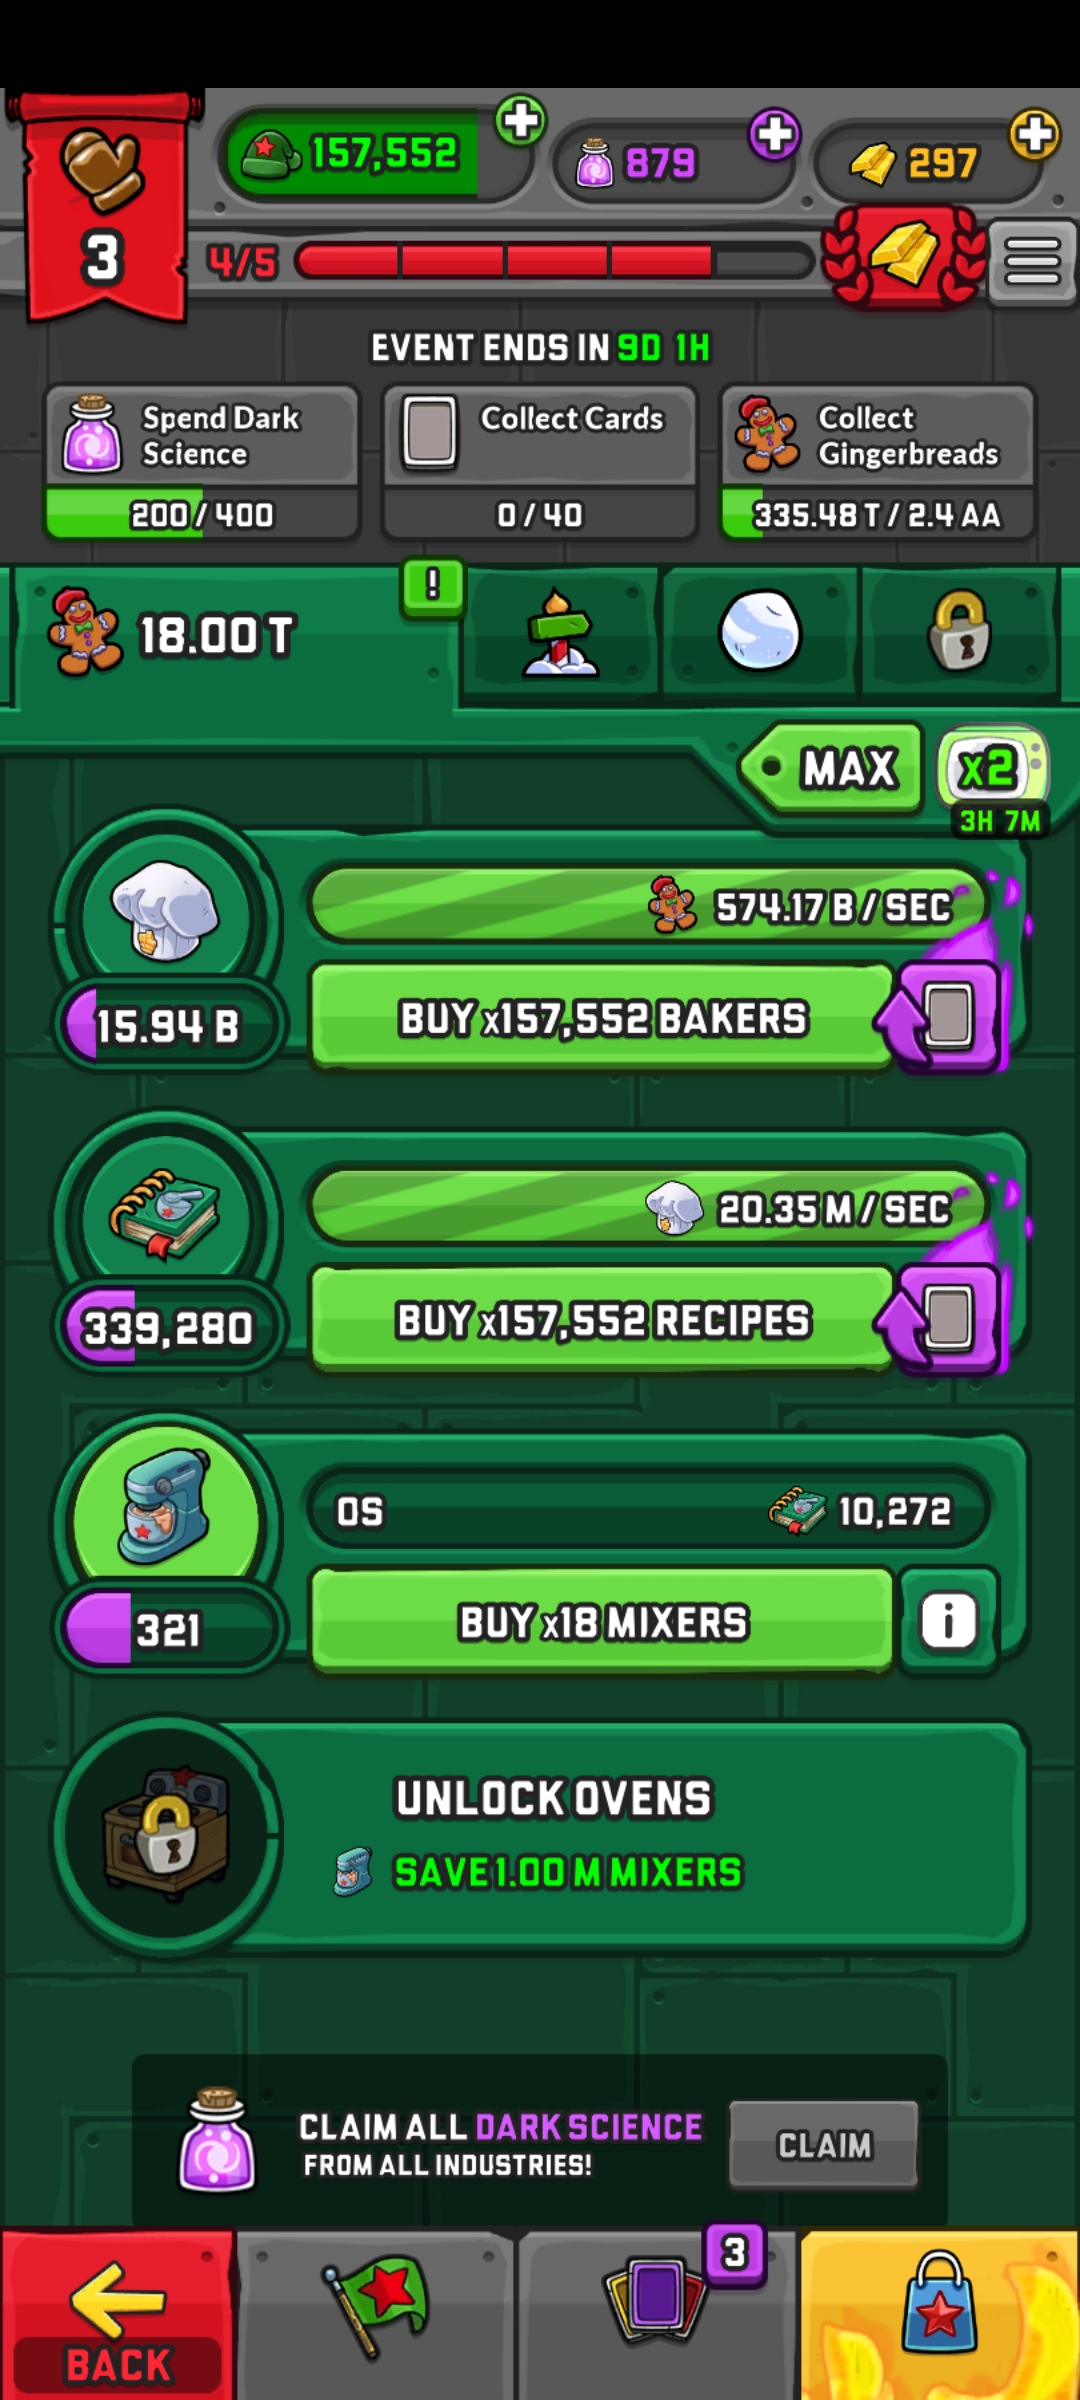 157,552
879
297
3
4/5
EVENT ENDS IN 9D 1H
Spend Dark
Science
200 / 400
Collect Cards
0 / 40
Collect
Gingerbreads
335.48 T / 2.4 AA
18.00 T
!
MAX
x2
3H 7M
574.17 B / SEC
15.94 B
BUY x157,552 BAKERS
20.35 M / SEC
339,280
BUY x157,552 RECIPES
0S
10,272
321
BUY x18 MIXERS
i
UNLOCK OVENS
SAVE 1.00 M MIXERS
CLAIM ALL DARK SCIENCE
FROM ALL INDUSTRIES!
CLAIM
3
BACK